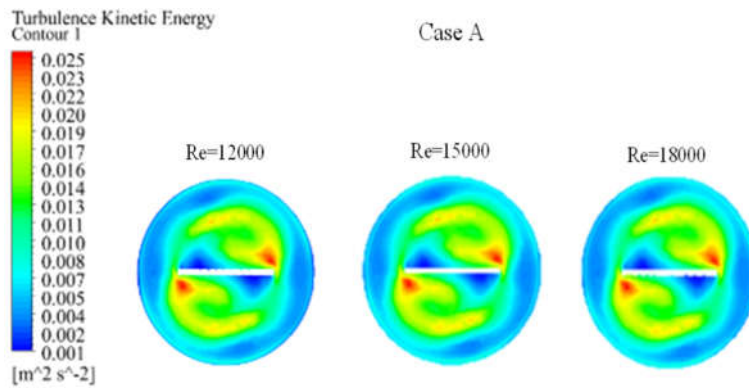 Turbulence Kinetic Energy
Contour 1
Case A
0.025
0.023
0.022
0.020
0.019
0.017
0.016
0.014
0.013
0.011
0.010
0.008
0.007
0.005
0.004
0.002
0.001
[m^2 s^-2]
Re=12000
Re=15000
Re=18000